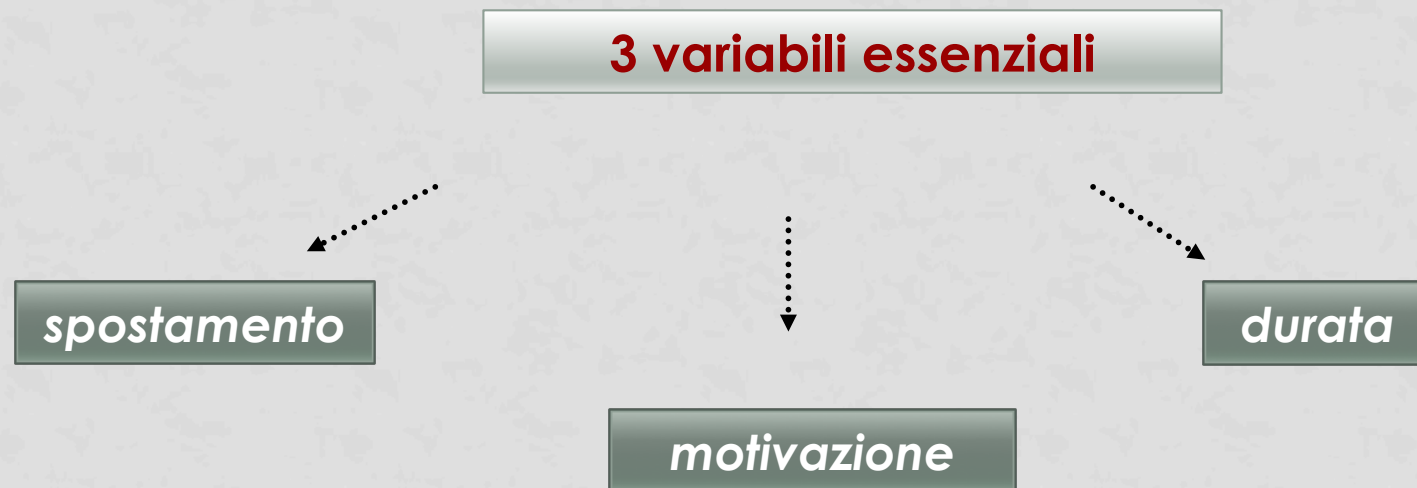 3 variabili essenziali
spostamento
durata
motivazione